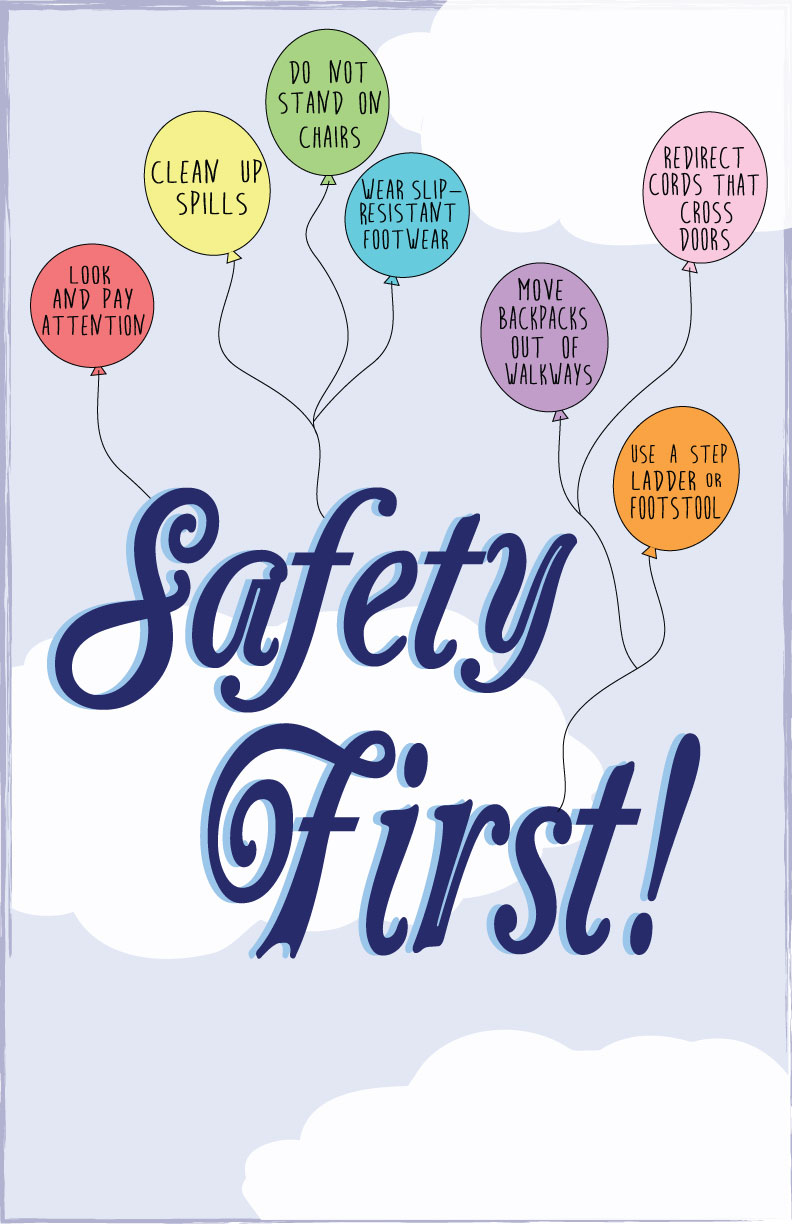 DO NOT
STAND ON
CHAIRS
CLEAN UP
SPILLS
WEAR SLIP-
RESISTANT
FOOTWEAR
REDIRECT
CORDS THAT
CROSS
DOORS
LOOK
AND PAY
ATTENTION
MOVE
BACKPACKS
OUT OF
WALKWAYS
USE A STEP
LADDER OR
FOOTSTOOL
Safety
First!